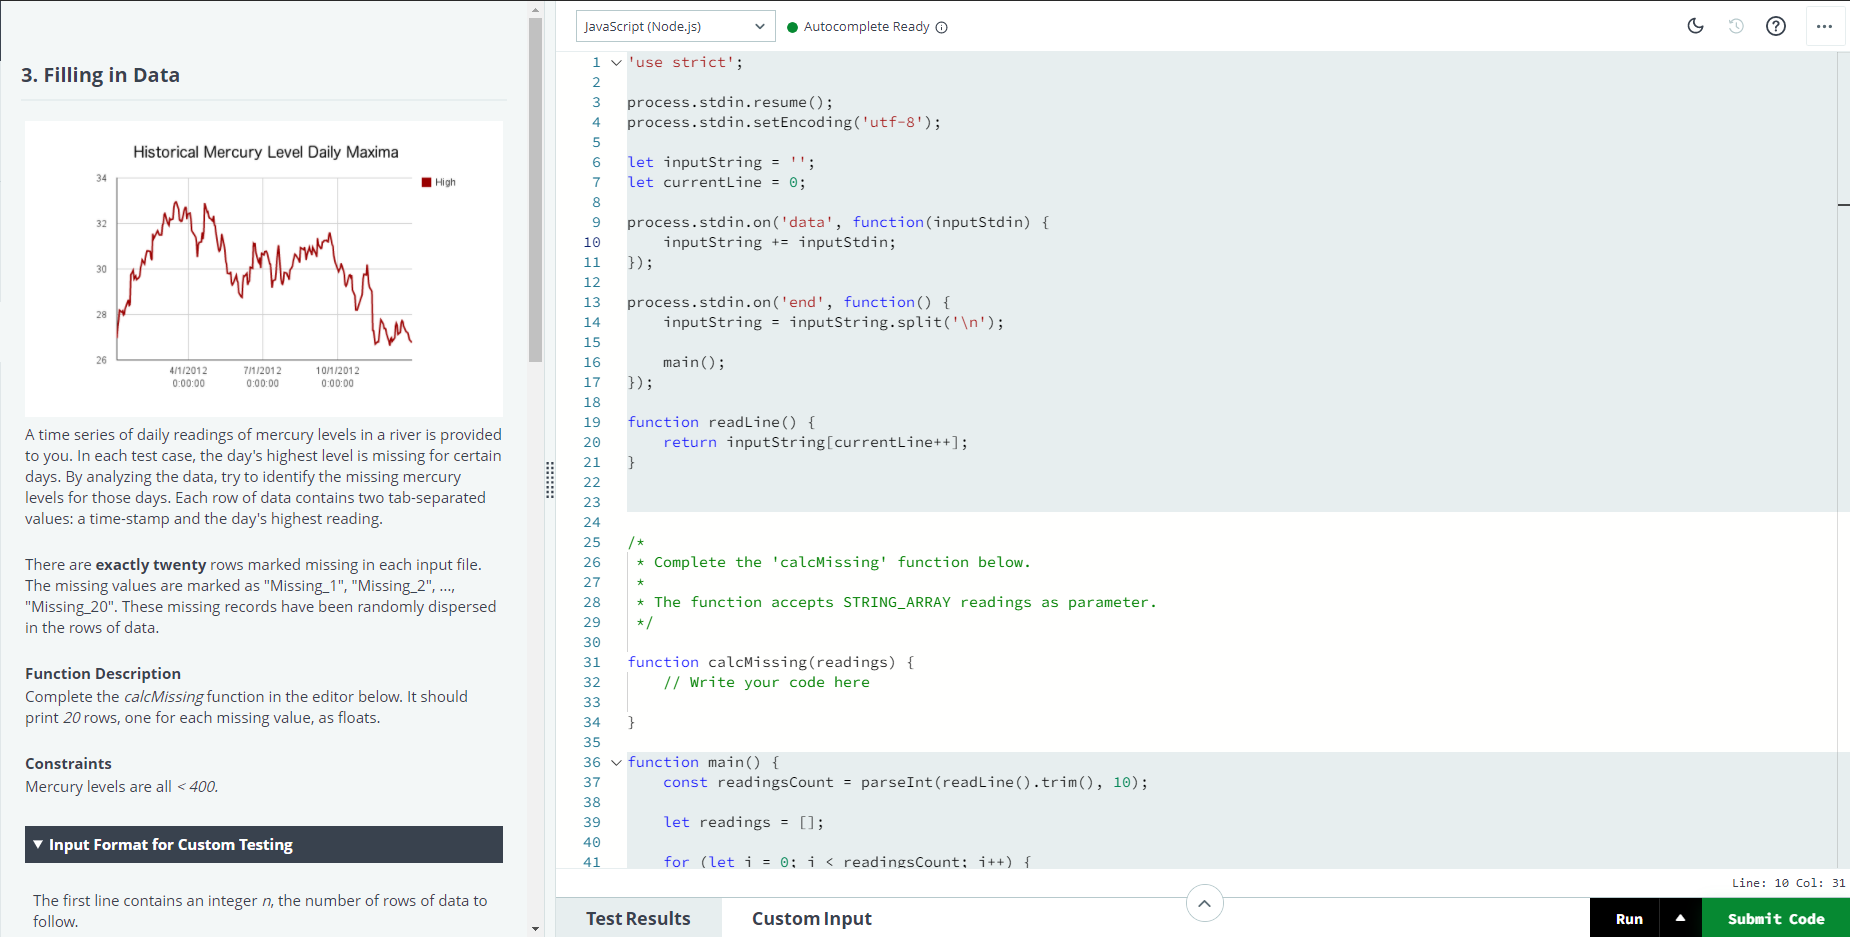 3. Filling in Data
Historical Mercury Level Daily Maxima
34
32
30
28
26
High
4/1/2012
0:00:00
7/1/2012
0:00:00
10/1/2012
0:00:00
A time series of daily readings of mercury levels in a river is provided
to you. In each test case, the day's highest level is missing for certain
days. By analyzing the data, try to identify the missing mercury
levels for those days. Each row of data contains two tab-separated
values: a time-stamp and the day's highest reading.
There are exactly twenty rows marked missing in each input file.
The missing values are marked as "Missing_1", "Missing_2", ...,
"Missing_20". These missing records have been randomly dispersed
in the rows of data.
Function Description
Complete the calcMissing function in the editor below. It should
print 20 rows, one for each missing value, as floats.
Constraints
Mercury levels are all < 400.
▼ Input Format for Custom Testing
The first line contains an integer n, the number of rows of data to
follow.
JavaScript (Node.js)
Autocomplete Ready
1 'use strict';
2
3 process.stdin.resume();
4 process.stdin.setEncoding('utf-8');
5
6 let inputString = '';
7 let currentLine = 0;
8
9 process.stdin.on('data', function(inputStdin) {
10 inputString += inputStdin;
11 });
12
13 process.stdin.on('end', function() {
14 inputString = inputString.split('\n');
15
16 main();
17 });
18
19 function readLine() {
20 return inputString[currentLine++];
21 }
22
23
24
25 /*
26 * Complete the 'calcMissing' function below.
27 *
28 * The function accepts STRING_ARRAY readings as parameter.
29 */
30
31 function calcMissing(readings) {
32 // Write your code here
33
34 }
35
36 function main() {
37 const readingsCount = parseInt(readLine().trim(), 10);
38
39 let readings = [];
40
41 for (let i = 0; i < readingsCount; i++) {
Line: 10 Col: 31
Test Results
Custom Input
Run
Submit Code